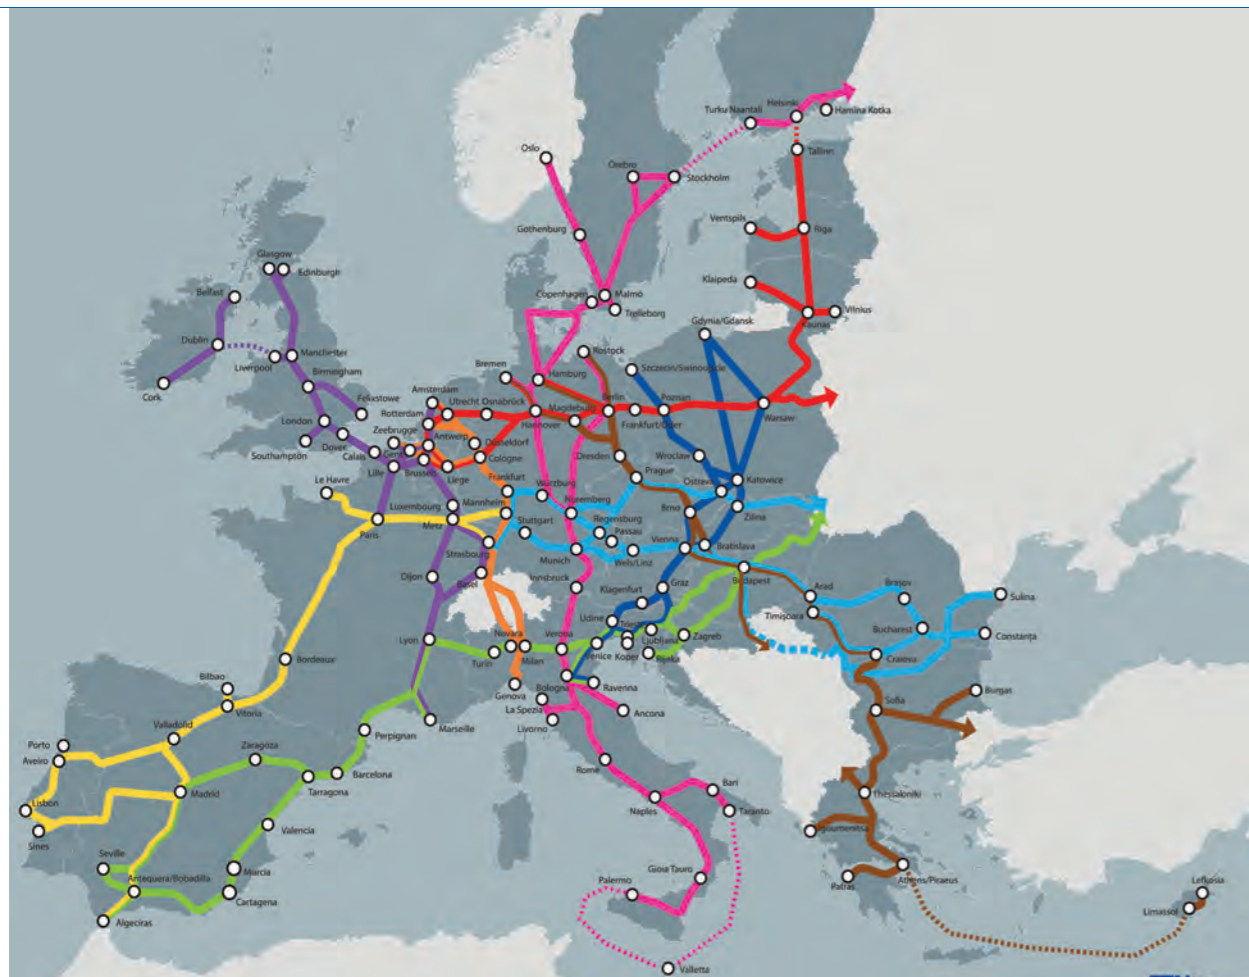 Helsinki
Turku Naantali
Hamina Kotka
Tallinn
Oslo
Örebro
Stockholm
Ventspils
Riga
Gothenburg
Glasgow
Edinburgh
Klaipeda
Belfast
Copenhagen
Malmö
Trelleborg
Kaunas
Vilnius
Gdynia/Gdansk
Dublin
Manchester
Liverpool
Rostock
Birmingham
Bremen
Hamburg
Szczecin/Swinoujscie
Cork
Felixstowe
Amsterdam
Utrecht
Osnabrück
Magdeburg
Berlin
Poznan
Rotterdam
London
Zeebrugge
Hannover
Frankfurt/Oder
Warsaw
Antwerp
Düsseldorf
Southampton
Dover
Calais
Gent
Cologne
Dresden
Wroclaw
Lille
Brussel
Liege
Frankfurt
Prague
Ostrava
Katowice
Le Havre
Würzburg
Luxembourg
Mannheim
Nuremberg
Brno
Zilina
Metz
Stuttgart
Regensburg
Paris
Passau
Strasbourg
Vienna
Bratislava
Munich
Wels/Linz
Dijon
Basel
Innsbruck
Budapest
Klagenfurt
Graz
Arad
Braşov
Sulina
Timişoara
Udine
Bucharest
Lyon
Novara
Verona
Ljubljana
Zagreb
Constanţa
Turin
Milan
Venice
Koper
Rijeka
Craiova
Bordeaux
Bilbao
Genova
Bologna
Ravenna
Burgas
Vitoria
La Spezia
Ancona
Sofia
Marseille
Livorno
Valladolid
Perpignan
Porto
Zaragoza
Aveiro
Rome
Barcelona
Bari
Madrid
Tarragona
Thessaloniki
Lisbon
Naples
Taranto
Valencia
Sines
Igoumenitsa
Seville
Murcia
Antequera/Bobadilla
Gioia Tauro
Athens/Piraeus
Palermo
Patras
Lefkosia
Cartagena
Limassol
Algeciras
Valletta